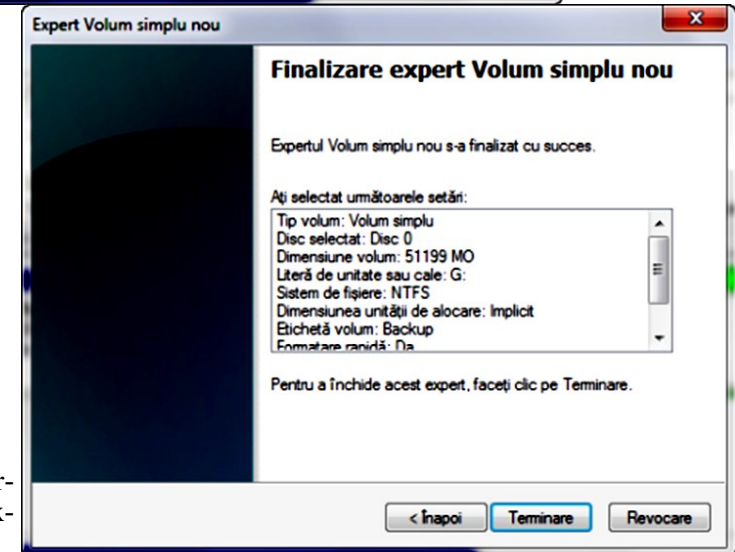 Expert Volum simplu nou
Finalizare expert Volum simplu nou
Expertul Volum simplu nou s-a finalizat cu succes.
Ați selectat următoarele setări:
Tip volum: Volum simplu
Disc selectat: Disc 0
Dimensiune volum: 51199 MO
Literă de unitate sau cale: G:
Sistem de fișiere: NTFS
Dimensiunea unității de alocare: Implicit
Etichetă volum: Backup
Formatare rapidă: Da
Pentru a închide acest expert, faceți clic pe Terminare.
r-
k-
< Înapoi Terminare Revocare